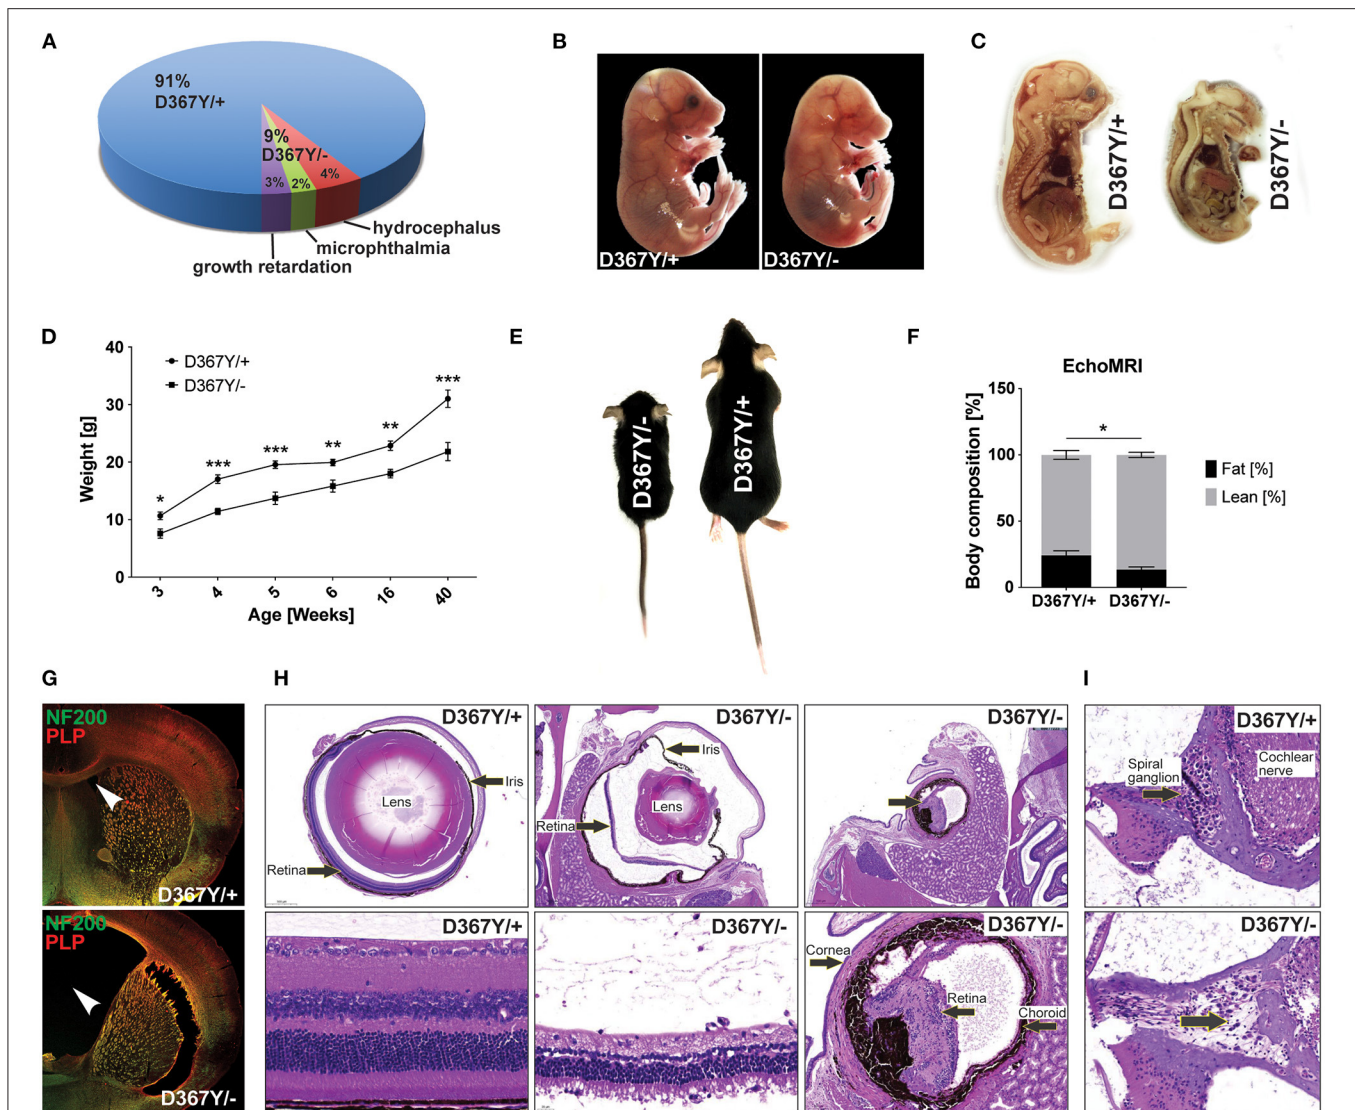 A
91%
D367Y/+
9%
D367Y/-
3%
2%
4%
hydrocephalus
microphthalmia
growth retardation
B
D367Y/+
D367Y/-
C
D367Y/+
D367Y/-
D
Weight [g]
40
30
20
10
0
D367Y/+
D367Y/-
*
***
***
**
**
***
3
4
5
6
16
40
Age [Weeks]
E
D367Y/-
D367Y/+
F
EchoMRI
Body composition [%]
150
100
50
0
*
D367Y/+
D367Y/-
Fat [%]
Lean [%]
G
NF200
PLP
D367Y/+
NF200
PLP
D367Y/-
H
D367Y/+
Lens
Iris
Retina
D367Y/-
Iris
Lens
Retina
D367Y/-
D367Y/+
D367Y/-
D367Y/-
Cornea
Retina
Choroid
I
D367Y/+
Spiral
ganglion
Cochlear
nerve
D367Y/-